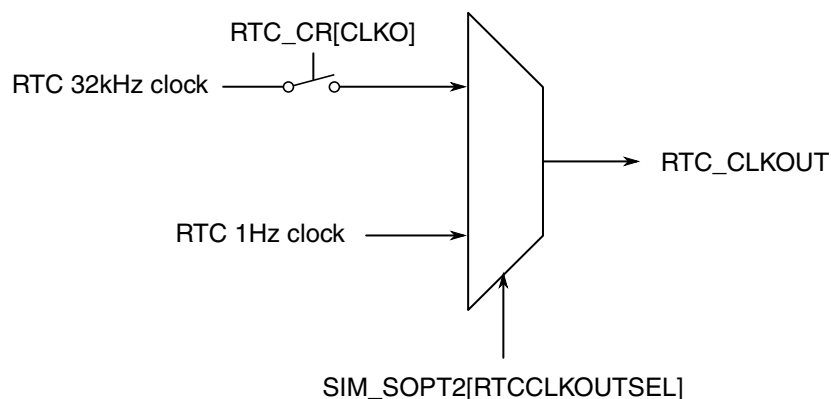 RTC_CR[CLKO]
RTC 32kHz clock
RTC_CLKOUT
RTC 1Hz clock
SIM_SOPT2[RTCCLKOUTSEL]